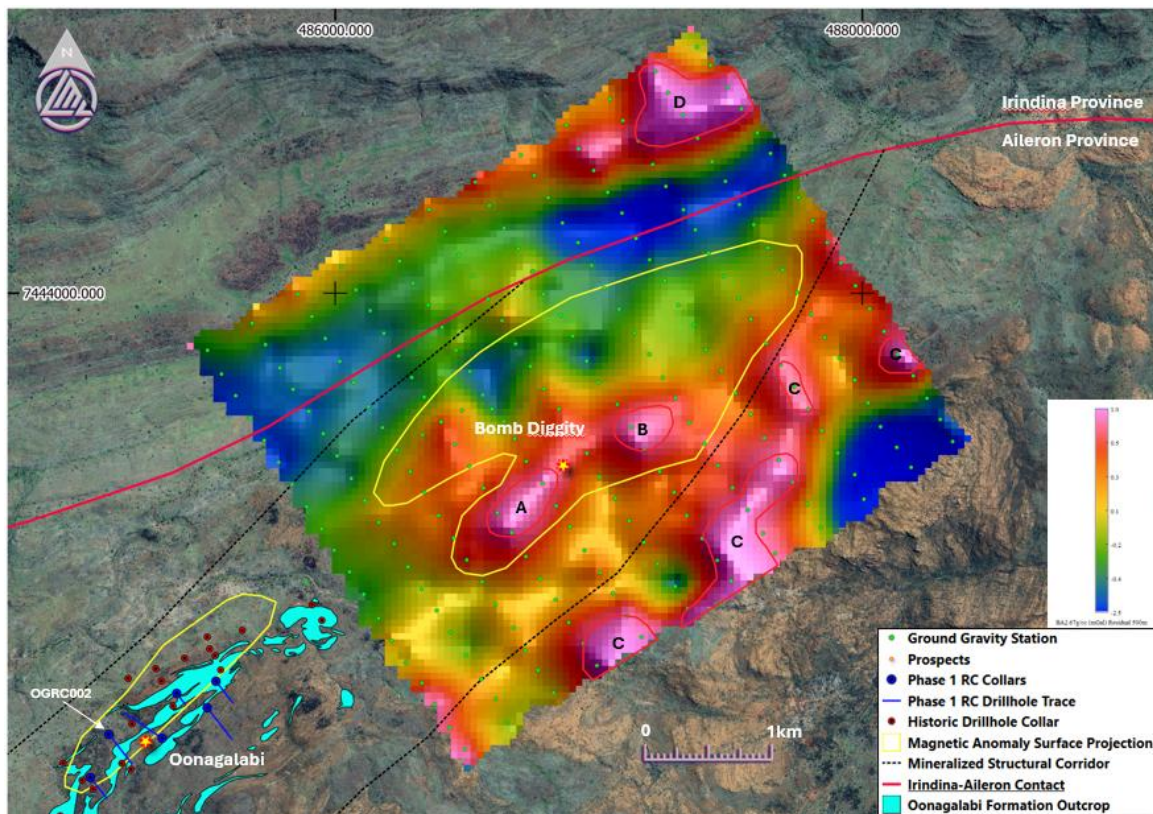 486000.000
488000.000
N
D
Irindina Province
Aileron Province
7444000.000
C
C
Bomb Diggity
B
A
C
C
OGRC002
Oonagalabi
0
1km
Ground Gravity Station
Prospects
Phase 1 RC Collars
Phase 1 RC Drillhole Trace
Historic Drillhole Collar
Magnetic Anomaly Surface Projection
Mineralized Structural Corridor
Irindina-Aileron Contact
Oonagalabi Formation Outcrop